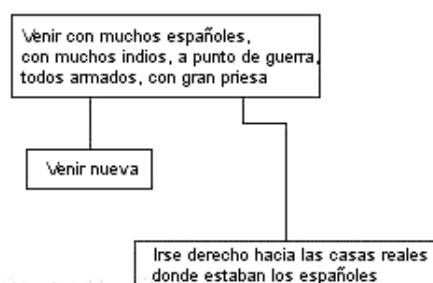 Venir con muchos españoles,
con muchos indios, a punto de guerra,
todos armados, con gran priesa
Venir nueva
Irse derecho hacia las casas reales
donde estaban los españoles